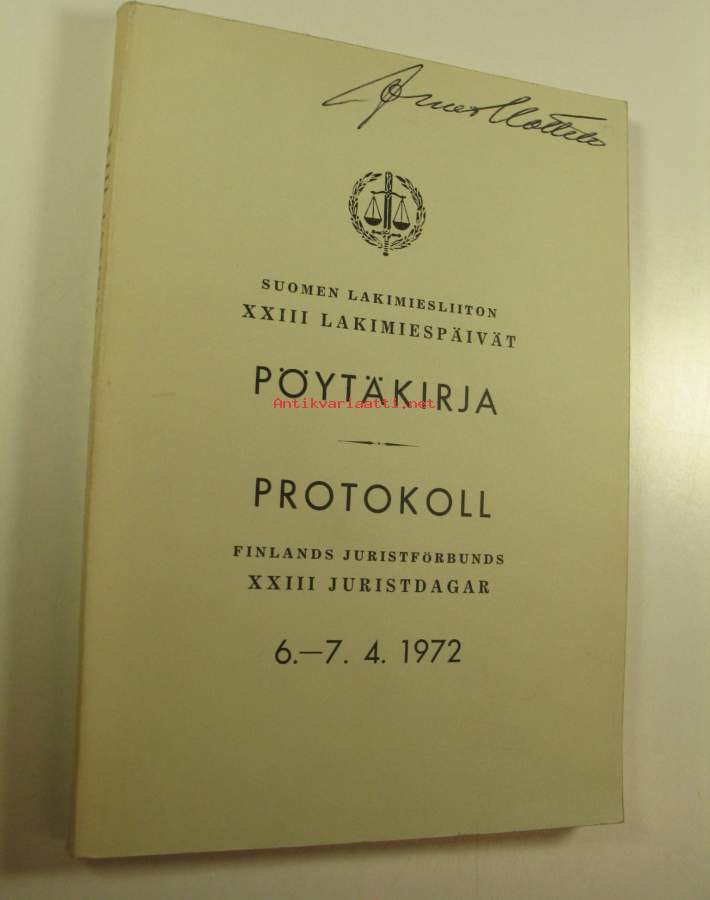 SUOMEN LAKIMIESLIITON
XXIII LAKIMIESPÄIVÄT
PÖYTÄKIRJA
Antikvariaatti.net
PROTOKOLL
FINLANDS JURISTFÖRBUNDS
XXIII JURISTDAGAR
6.—7. 4. 1972